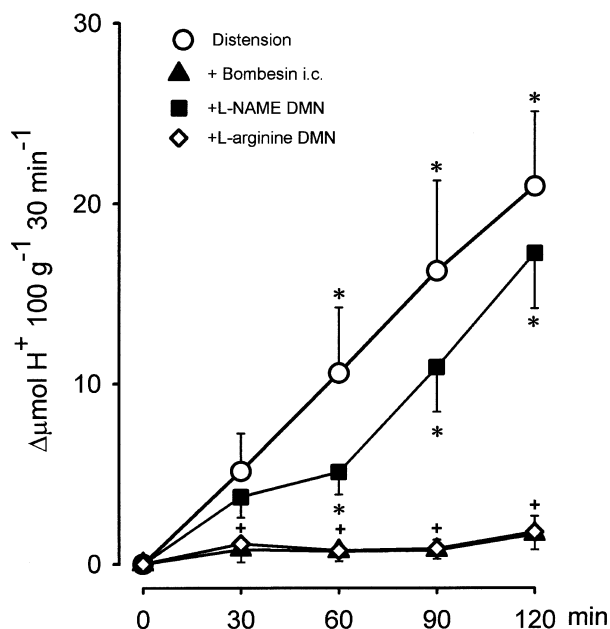 30
20
10
0
Δμmol H+ 100 g-1 30 min-1
Distension
+ Bombesin i.c.
+L-NAME DMN
+L-arginine DMN
*
*
*
*
*
*
+
+
+
+
0 30 60 90 120 min